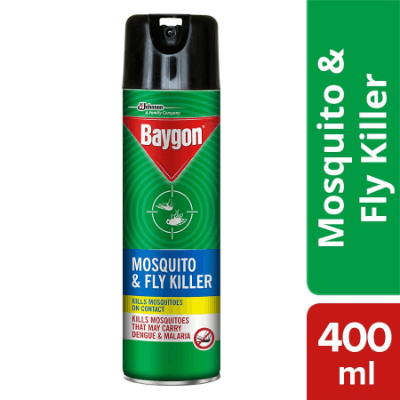 Johnson
A Family Company
Baygon
MOSQUITO
& FLY KILLER
KILLS MOSQUITOES
ON CONTACT
KILLS MOSQUITOES
THAT MAY CARRY
DENGUE & MALARIA
Mosquito &
Fly Killer
400
ml